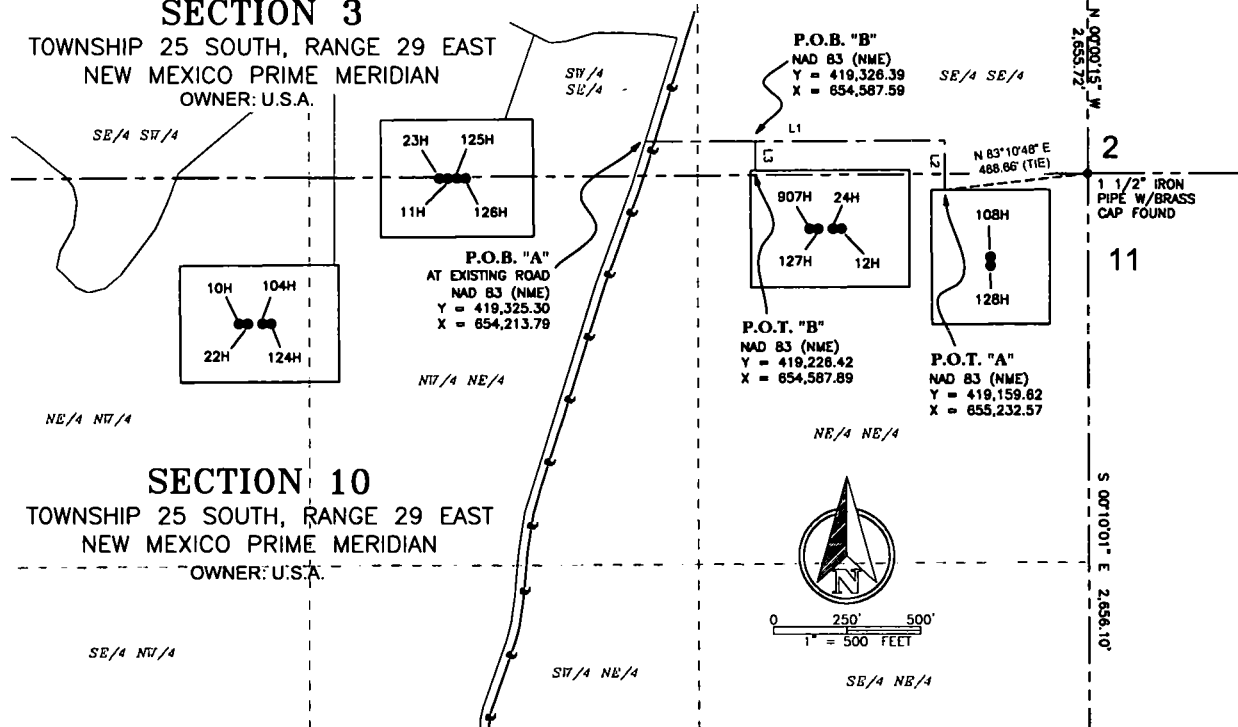 SECTION 3
TOWNSHIP 25 SOUTH, RANGE 29 EAST
NEW MEXICO PRIME MERIDIAN
OWNER: U.S.A.
SE/4 SW/4
SW/4
SE/4
P.O.B. "B"
NAD 83 (NME)
Y = 419,326.39
X = 654,587.59
SE/4 SE/4
N 00°00'15" W
2,655.72'
23H
125H
11H
126H
L1
L3
L2
N 83°10'48" E
488.66' (TIE)
2
1 1/2" IRON
PIPE W/BRASS
CAP FOUND
11
907H
24H
127H
12H
108H
128H
P.O.B. "A"
AT EXISTING ROAD
NAD 83 (NME)
Y = 419,325.30
X = 654,213.79
10H
104H
22H
124H
P.O.T. "B"
NAD 83 (NME)
Y = 419,226.42
X = 654,587.89
P.O.T. "A"
NAD 83 (NME)
Y = 419,159.62
X = 655,232.57
NW/4 NE/4
NE/4 NW/4
NE/4 NE/4
SECTION 10
TOWNSHIP 25 SOUTH, RANGE 29 EAST
NEW MEXICO PRIME MERIDIAN
OWNER: U.S.A.
S 00°10'01" E 2,656.10'
N
0 250' 500'
1" = 500 FEET
SE/4 NW/4
SW/4 NE/4
SE/4 NE/4